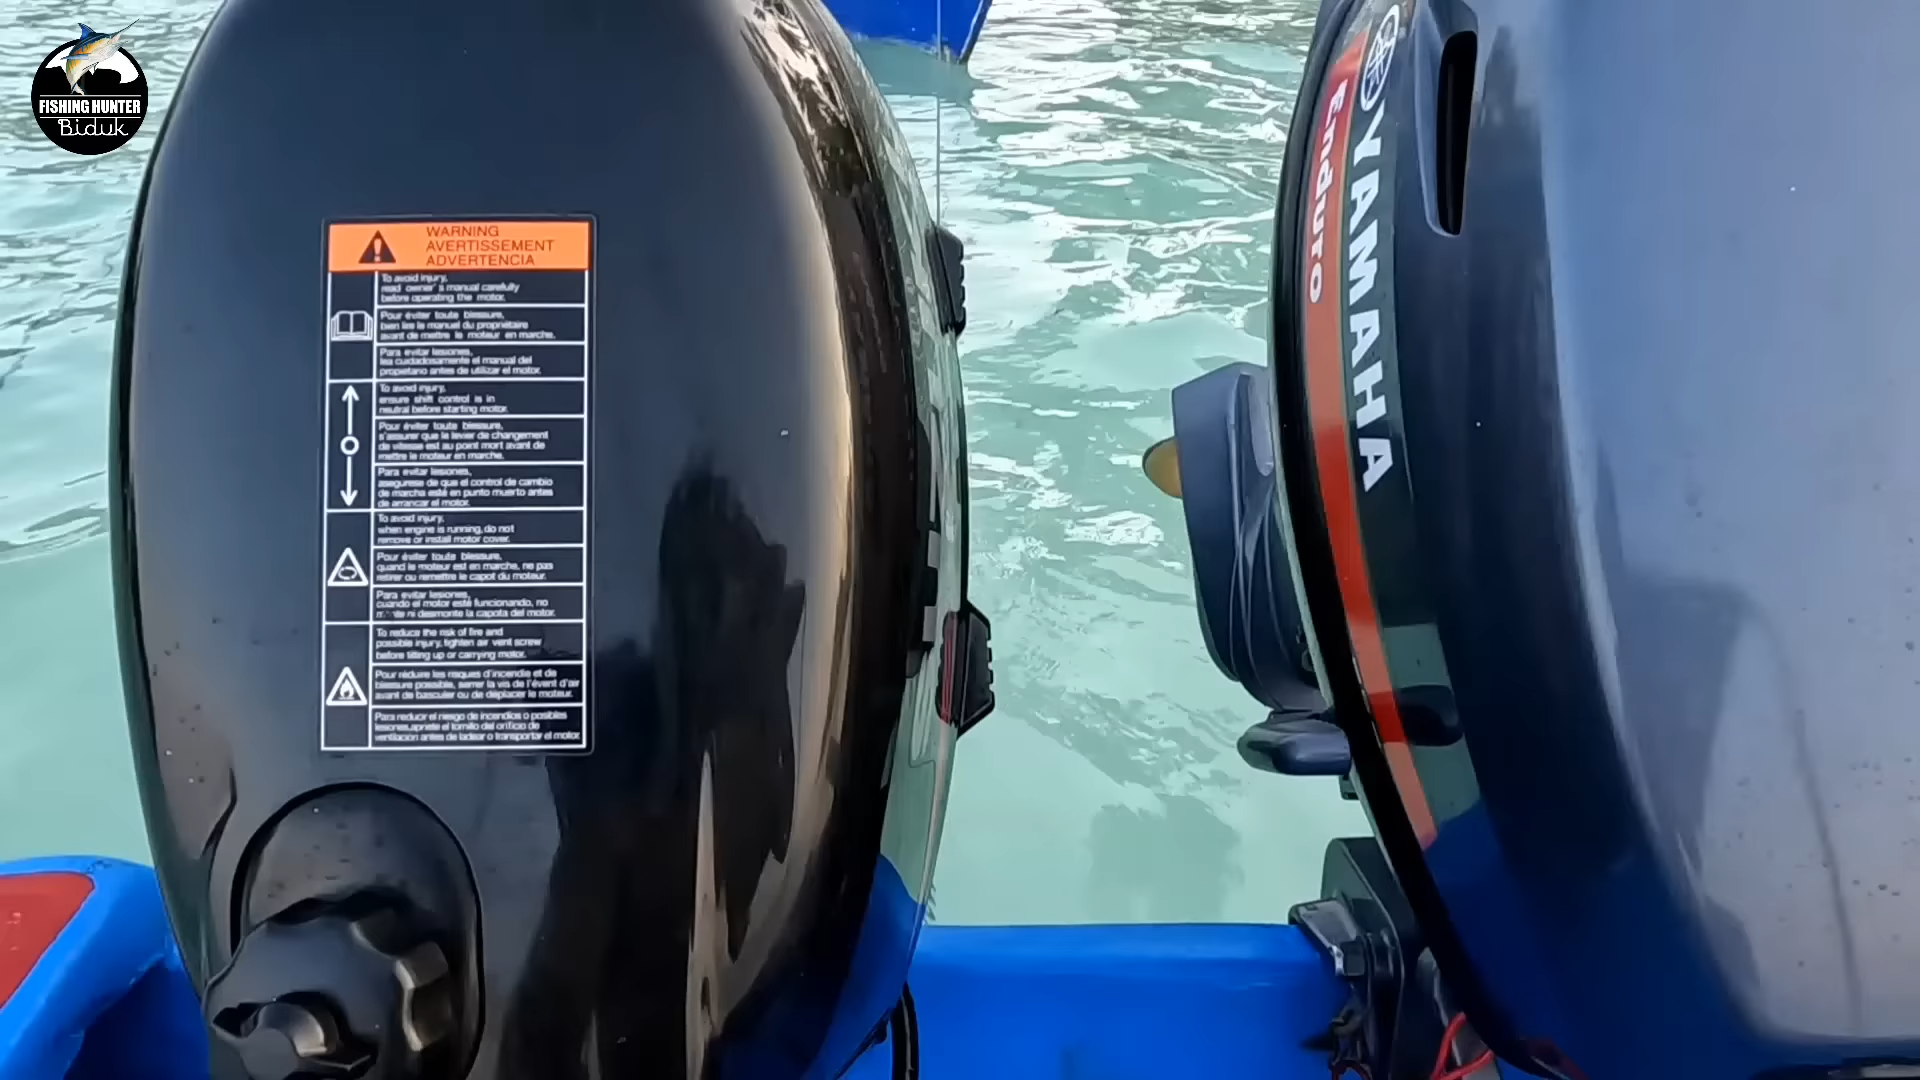 FISHING HUNTER
Biduk
WARNING
AVERTISSEMENT
ADVERTENCIA
To avoid injury,
read owner's manual carefully
before operating the motor.
Pour éviter toute blessure,
bien lire le manuel du propriétaire
avant de mettre le moteur en marche.
Para evitar lesiones,
lea cuidadosamente el manual del
propietario antes de utilizar el motor.
To avoid injury,
ensure shift control is in
neutral before starting motor.
Pour éviter toute blessure,
s'assurer que le levier de changement
de vitesse est au point mort avant de
mettre le moteur en marche.
Para evitar lesiones,
asegurese de que el control de cambio
de marcha esté en punto muerto antes
de arrancar el motor.
To avoid injury,
when engine is running, do not
remove or install motor cover.
Pour éviter toute blessure,
quand le moteur est en marche, ne pas
retirer ou remettre le capot du moteur.
Para evitar lesiones,
cuando el motor esté funcionando, no
ni desmonte la capota del motor.
To reduce the risk of fire and
possible injury, tighten air vent screw
before tilting up or carrying motor.
Pour réduire les risques d'incendie et de
blessure possible, serrer la vis de l'évent d'air
avant de basculer ou de déplacer le moteur.
Para reducir el riesgo de incendios o posibles
lesiones,apriete el tornillo del orificio de
ventilacion antes de ladear o transportar el motor.
YAMAHA
Enduro